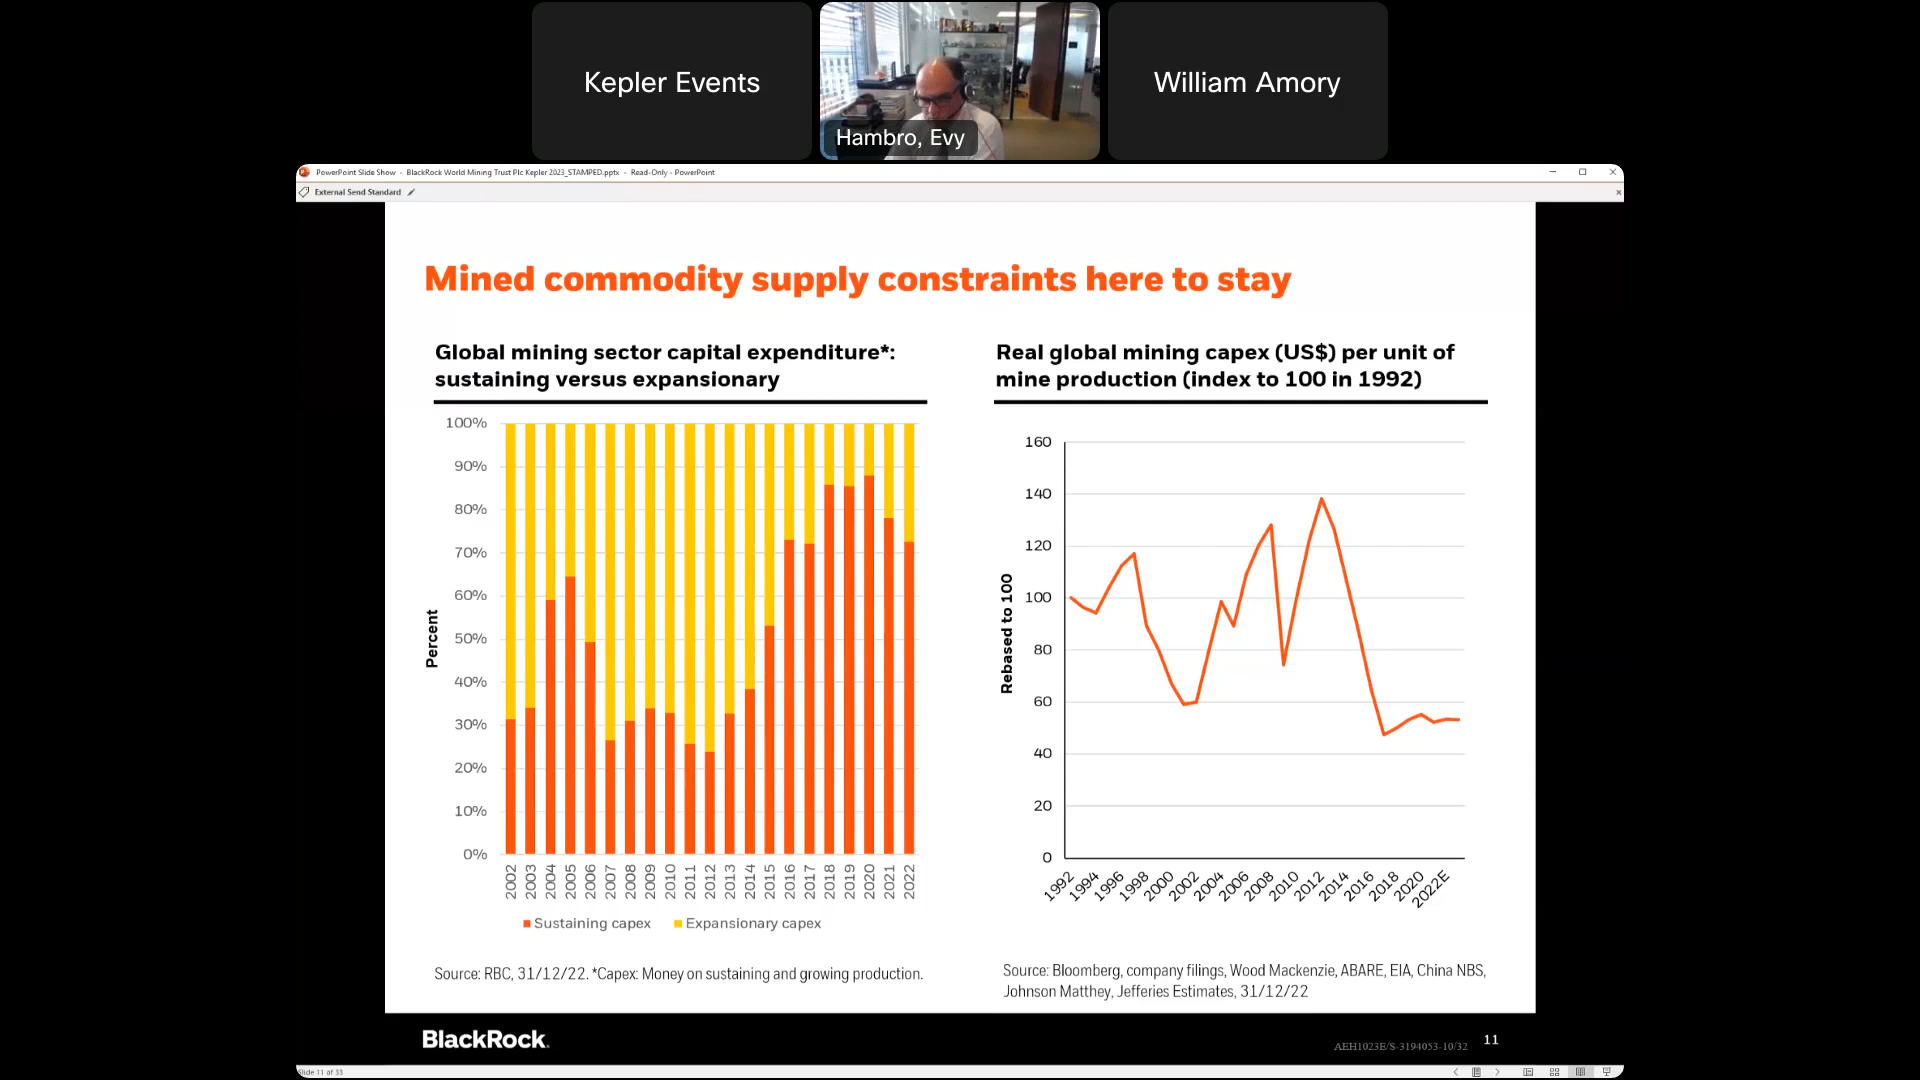 Kepler Events
Hambro, Evy
William Amory
PowerPoint Slide Show - BlackRock World Mining Trust Plc Kepler 2023_STAMPED.pptx - Read-Only - PowerPoint
External Send Standard
Mined commodity supply constraints here to stay
Global mining sector capital expenditure*:
sustaining versus expansionary
100%
90%
80%
70%
60%
50%
40%
30%
20%
10%
0%
Percent
2002
2003
2004
2005
2006
2007
2008
2009
2010
2011
2012
2013
2014
2015
2016
2017
2018
2019
2020
2021
2022
Sustaining capex
Expansionary capex
Source: RBC, 31/12/22. *Capex: Money on sustaining and growing production.
Real global mining capex (US$) per unit of
mine production (index to 100 in 1992)
160
140
120
100
80
60
40
20
0
Rebased to 100
1992
1994
1996
1998
2000
2002
2004
2006
2008
2010
2012
2014
2016
2018
2020
2022E
Source: Bloomberg, company filings, Wood Mackenzie, ABARE, EIA, China NBS,
Johnson Matthey, Jefferies Estimates, 31/12/22
BlackRock.
AEH1023E/S-3194053-10/32
11
Slide 11 of 33